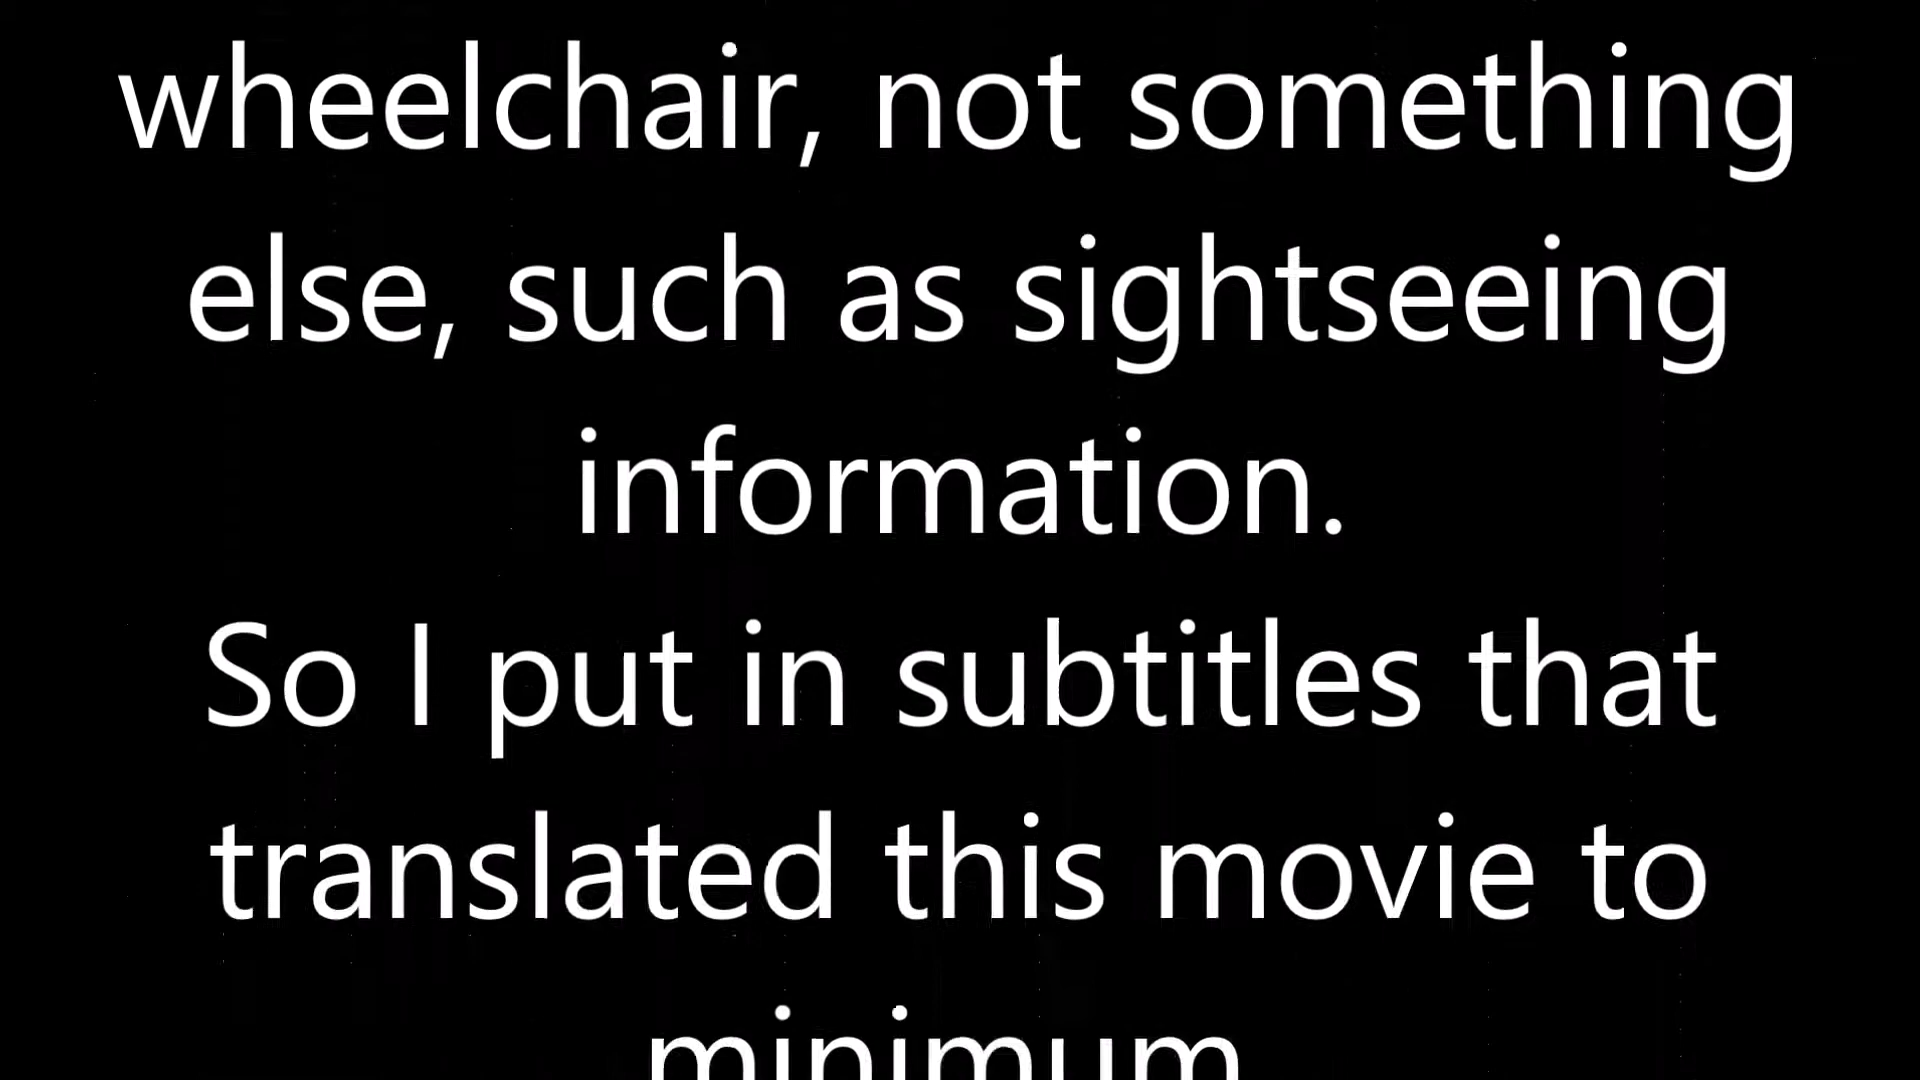 wheelchair, not something
else, such as sightseeing
information.
So I put in subtitles that
translated this movie to
minimum